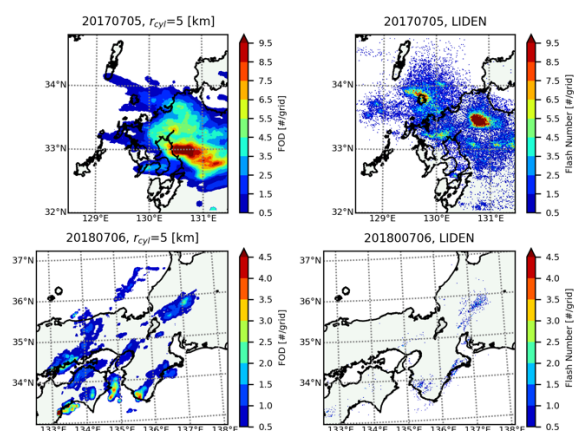 20170705, r_cyl=5 [km]
34°N
33°N
32°N
129°E 130°E 131°E
9.5
8.5
7.5
6.5
5.5
4.5
3.5
2.5
1.5
0.5
FOD [#/grid]
20170705, LIDEN
34°N
33°N
32°N
129°E 130°E 131°E
9.5
8.5
7.5
6.5
5.5
4.5
3.5
2.5
1.5
0.5
Flash Number [#/grid]
20180706, r_cyl=5 [km]
37°N
36°N
35°N
34°N
133°E 134°E 135°E 136°E 137°E 138°E
4.5
4.0
3.5
3.0
2.5
2.0
1.5
1.0
0.5
FOD [#/grid]
201800706, LIDEN
37°N
36°N
35°N
34°N
133°E 134°E 135°E 136°E 137°E 138°E
4.5
4.0
3.5
3.0
2.5
2.0
1.5
1.0
0.5
Flash Number [#/grid]